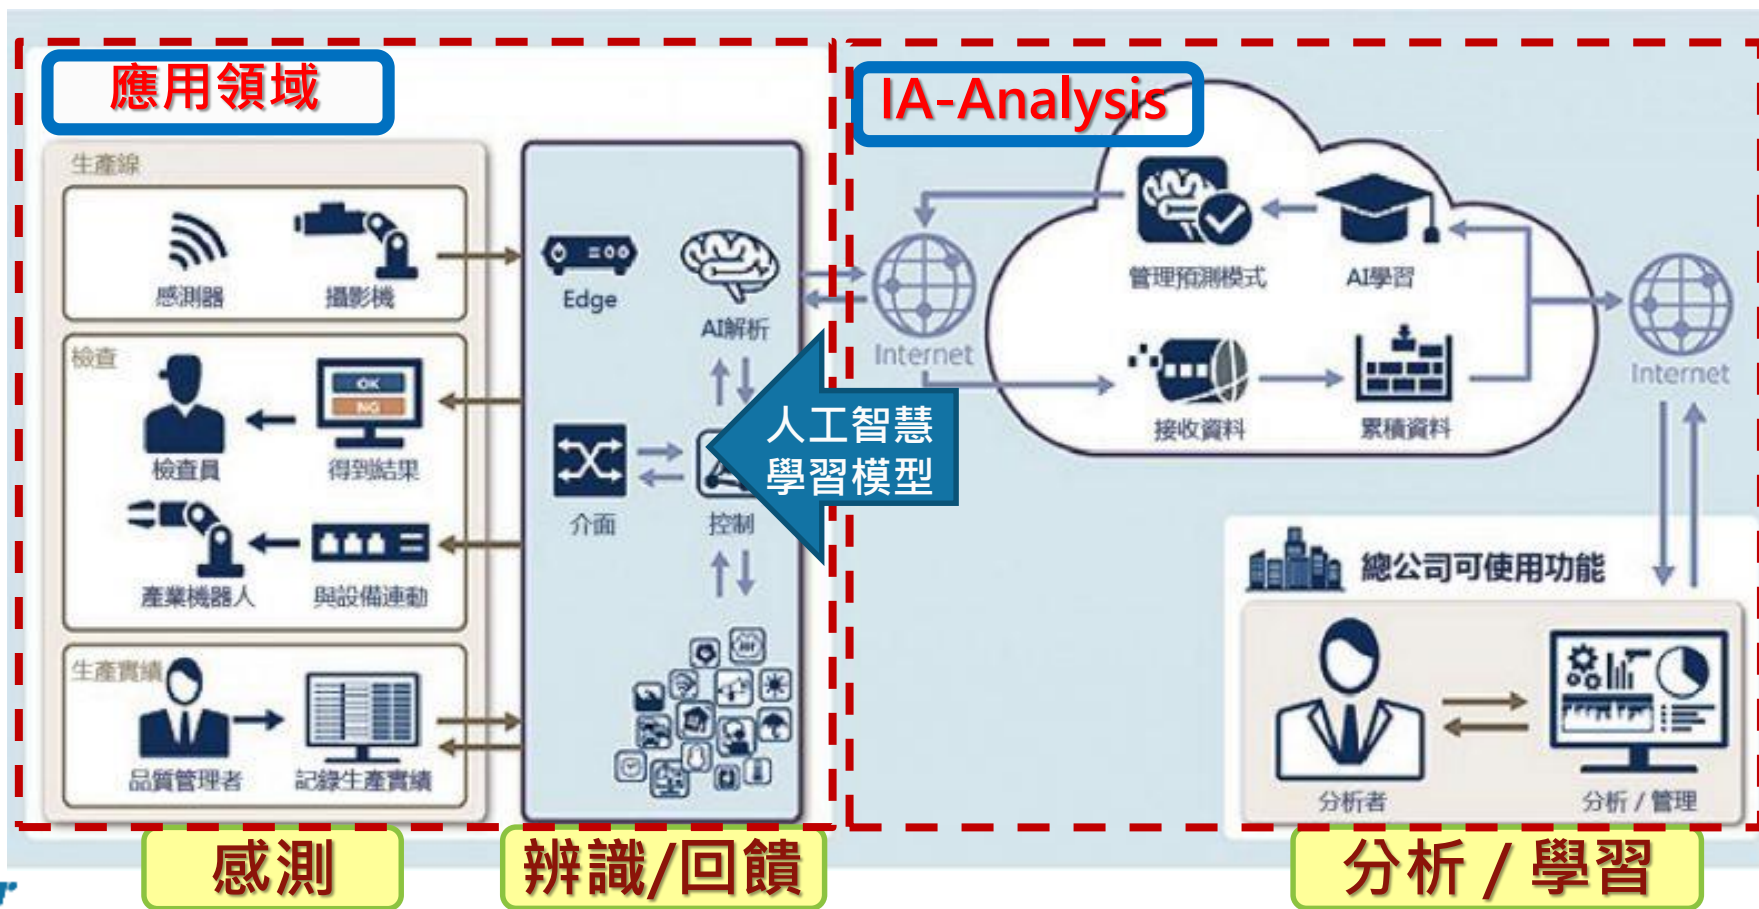 應用領域
IA-Analysis
生產線
感測器
攝影機
檢查
OK
NG
檢查員
得到結果
產業機器人
與設備連動
生產實績
品質管理者
記錄生產實績
Edge
AI解析
介面
控制
人工智慧
學習模型
Internet
管理預測模式
AI學習
接收資料
累積資料
Internet
總公司可使用功能
分析者
分析 / 管理
感測
辨識/回饋
分析 / 學習